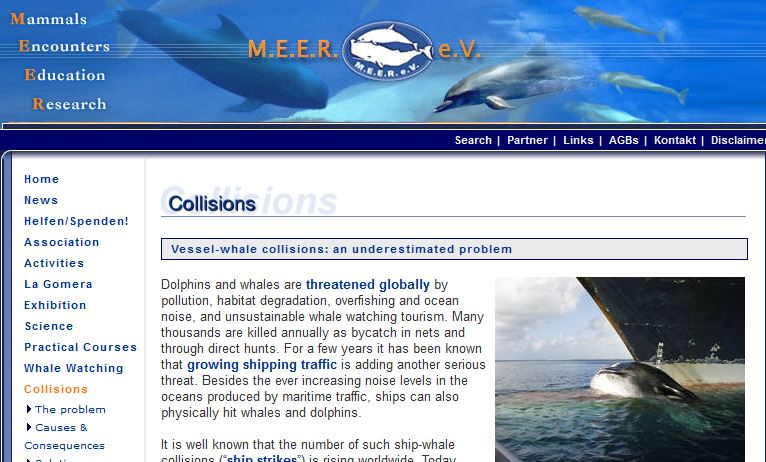 Mammals
Encounters
Education
Research
M.E.E.R. e.V.
M.E.E.R. e.V.
Search | Partner | Links | AGBs | Kontakt | Disclaimer
Home
News
Helfen/Spenden!
Association
Activities
La Gomera
Exhibition
Science
Practical Courses
Whale Watching
Collisions
The problem
Causes &
Consequences
Collisions
Collisions
Vessel-whale collisions: an underestimated problem
Dolphins and whales are threatened globally by
pollution, habitat degradation, overfishing and ocean
noise, and unsustainable whale watching tourism. Many
thousands are killed annually as bycatch in nets and
through direct hunts. For a few years it has been known
that growing shipping traffic is adding another serious
threat. Besides the ever increasing noise levels in the
oceans produced by maritime traffic, ships can also
physically hit whales and dolphins.
It is well known that the number of such ship-whale
collisions (“ship strikes”) is rising worldwide. Today